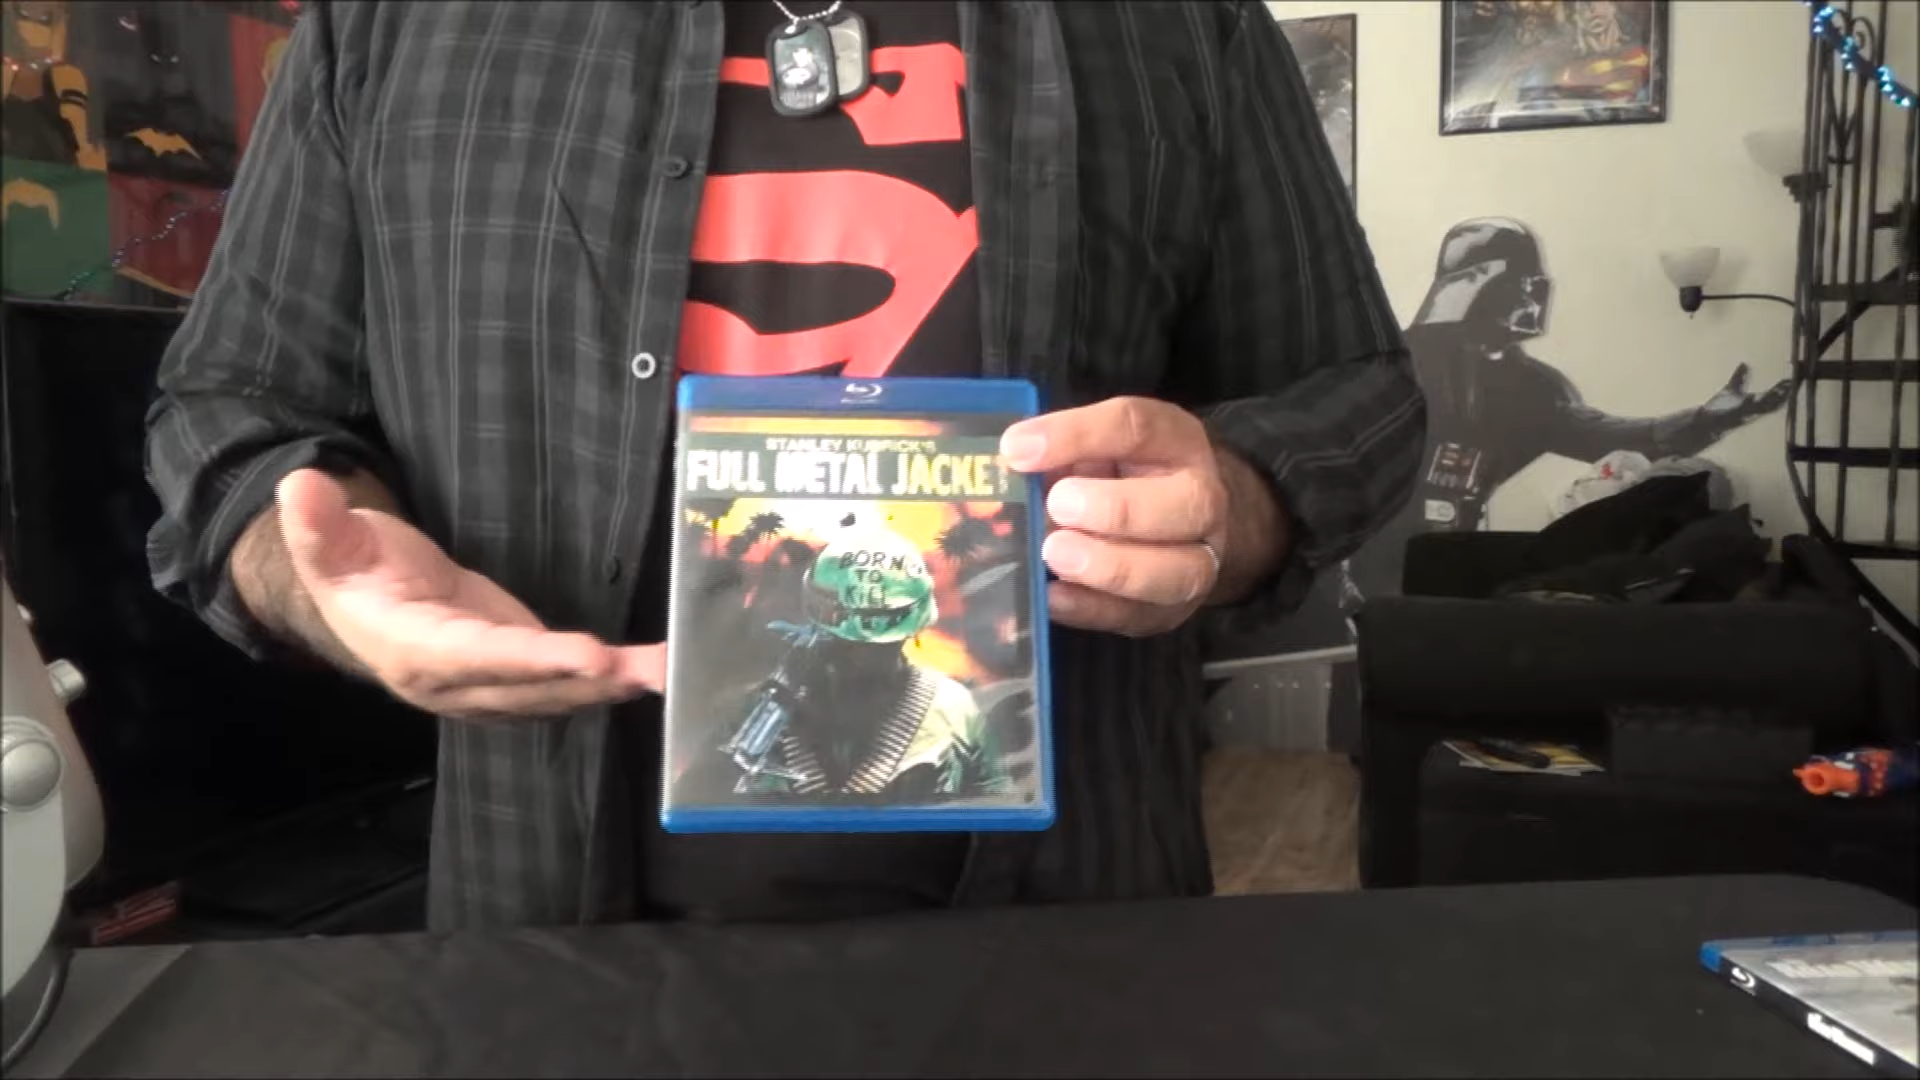 STANLEY KUBRICK'S
FULL METAL JACKET
BORN
TO
KILL